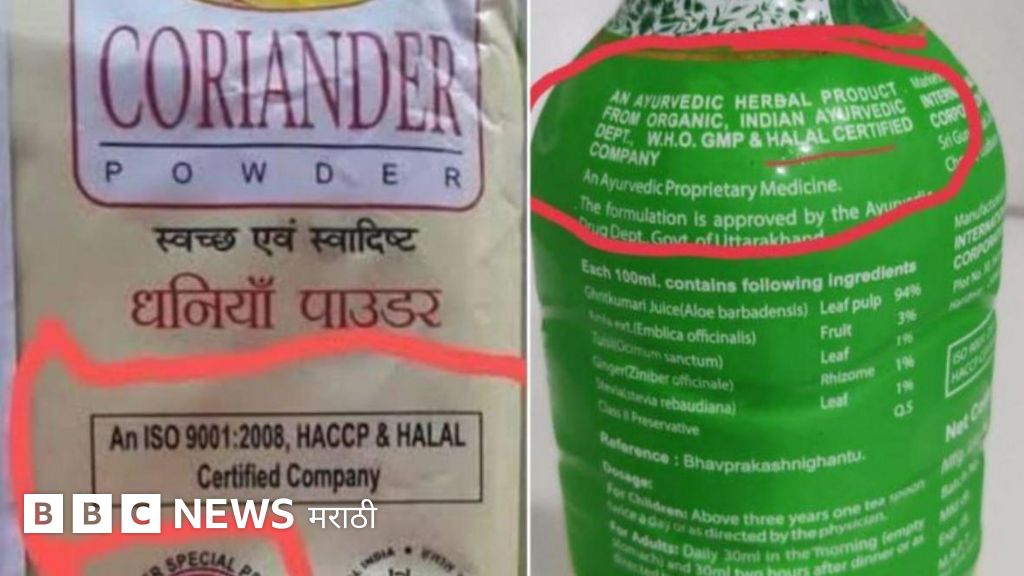 CORIANDER
POWDER
स्वच्छ एवं स्वादिष्ट
धनियाँ पाउडर
An ISO 9001:2008, HACCP & HALAL
Certified Company
BBC NEWS मराठी
SPECIAL
INDIA
AN AYURVEDIC HERBAL PRODUCT
FROM ORGANIC, INDIAN AYURVEDIC
DEPT., W.H.O. GMP & HALAL CERTIFIED
COMPANY
An Ayurvedic Proprietary Medicine.
The formulation is approved by the Ayurvedic
Drug Dept. Govt. of Uttarakhand
Each 100ml. contains following Ingredients
Ghritkumari Juice(Aloe barbadensis) Leaf pulp 94%
ext.(Emblica officinalis) Fruit 3%
Tulsi(Ocimum sanctum) Leaf 1%
Ginger(Ziniber officinale) Rhizome 1%
Stevia(stevia rebaudiana) Leaf 1%
Class II Preservative Q.S
Reference : Bhavprakashnighantu.
Dosage:
For Children: Above three years one tea spoon
twice a day or as directed by the physician.
For Adults: Daily 30ml in the morning (empty
stomach) and 30ml two hours after dinner or as
ISO 9001
HACCP
Net